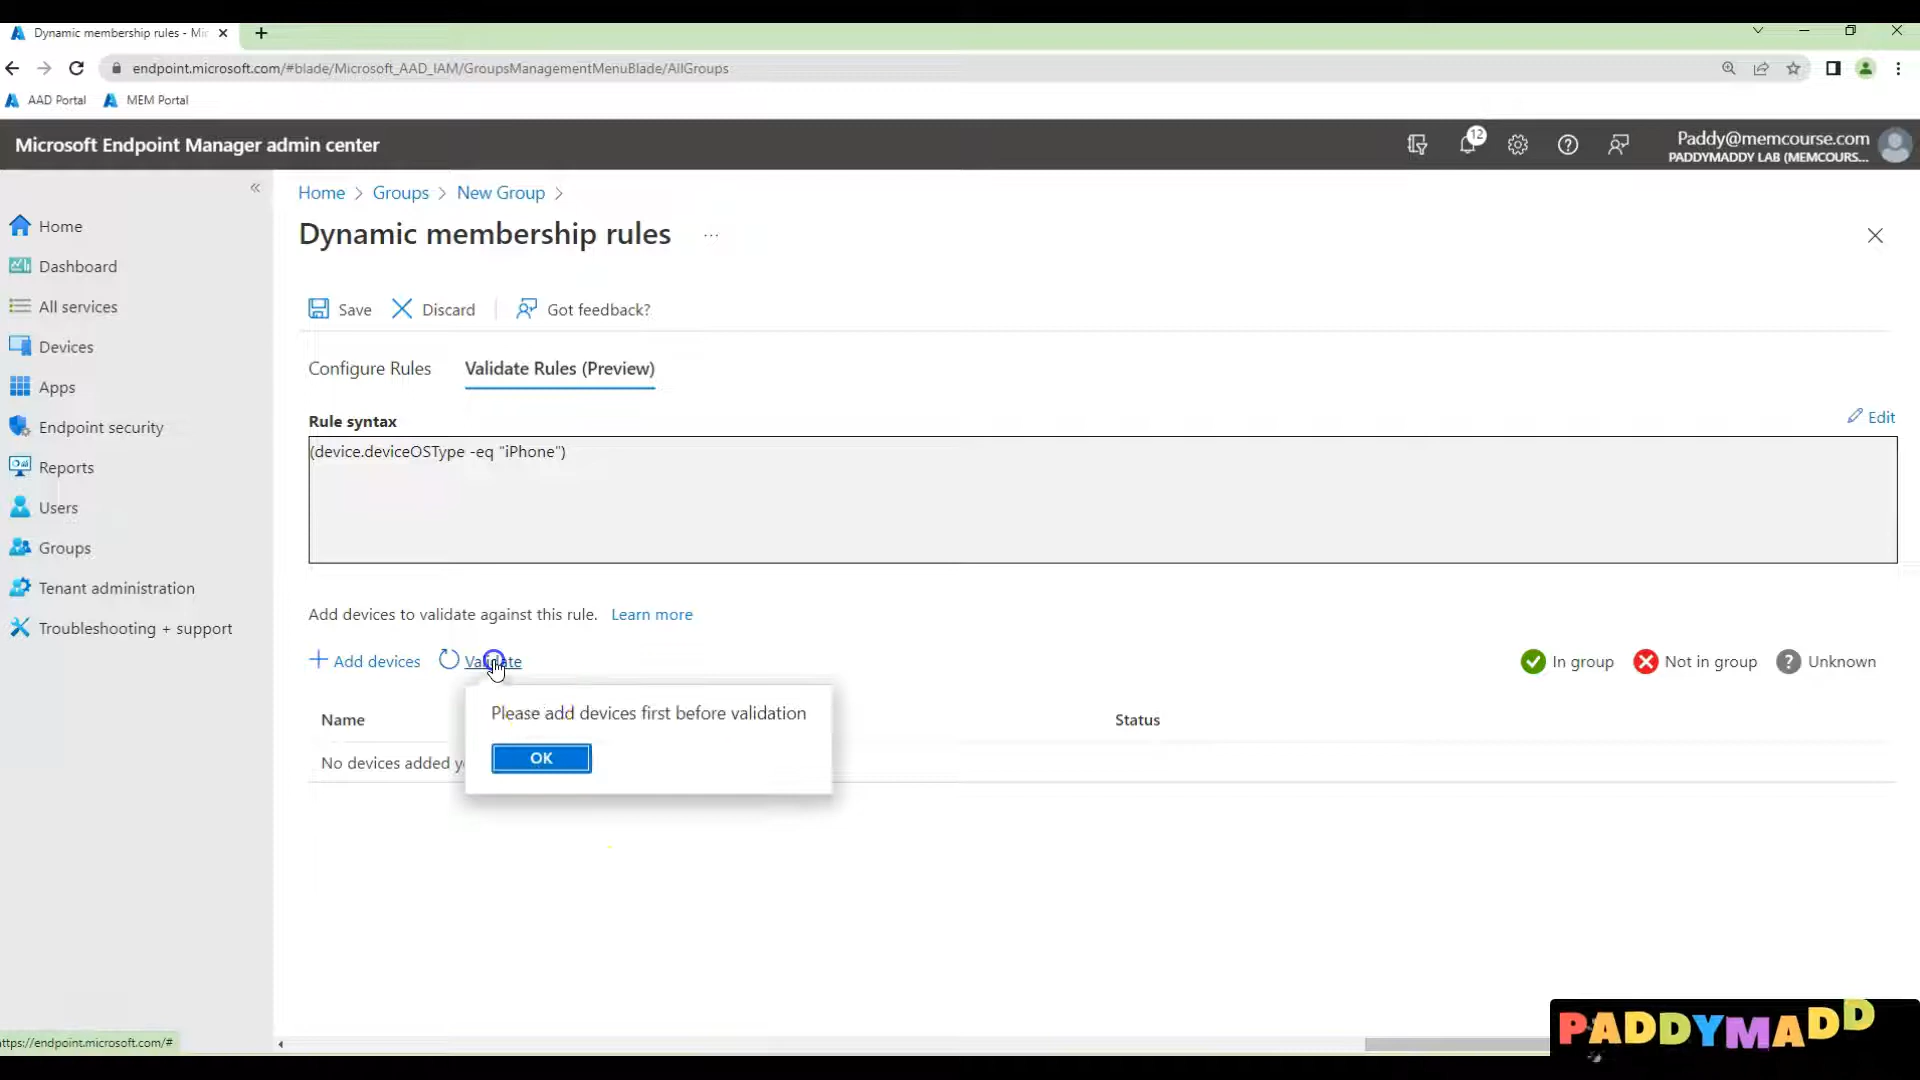 Dynamic membership rules - Mi
endpoint.microsoft.com/#blade/Microsoft_AAD_IAM/GroupsManagementMenuBlade/AllGroups
AAD Portal
MEM Portal
Microsoft Endpoint Manager admin center
12
Paddy@memcourse.com
PADDYMADDY LAB (MEMCOURS...
Home
Dashboard
All services
Devices
Apps
Endpoint security
Reports
Users
Groups
Tenant administration
Troubleshooting + support
Home > Groups > New Group >
Dynamic membership rules ...
Save
Discard
Got feedback?
Configure Rules
Validate Rules (Preview)
Rule syntax
Edit
(device.deviceOSType -eq "iPhone")
Add devices to validate against this rule. Learn more
+ Add devices
Validate
In group
Not in group
Unknown
Please add devices first before validation
OK
Name
Status
No devices added y
ttps://endpoint.microsoft.com/#
PADDYMADD